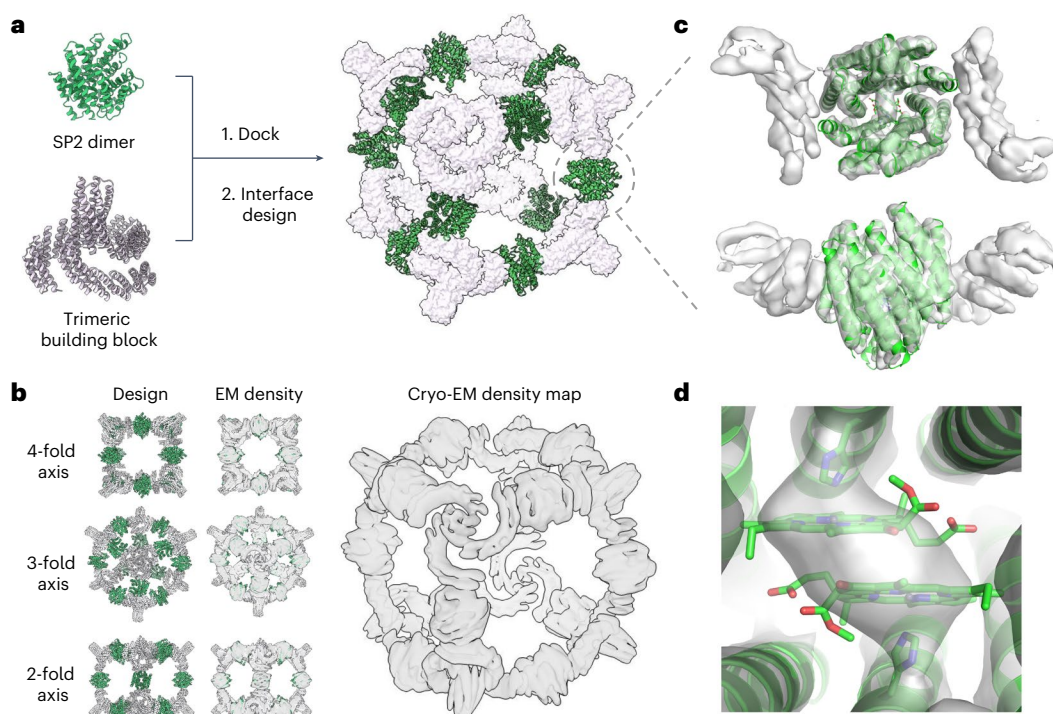 a
SP2 dimer
Trimeric
building block
1. Dock
2. Interface
design
c
b
Design
EM density
4-fold
axis
3-fold
axis
2-fold
axis
Cryo-EM density map
d